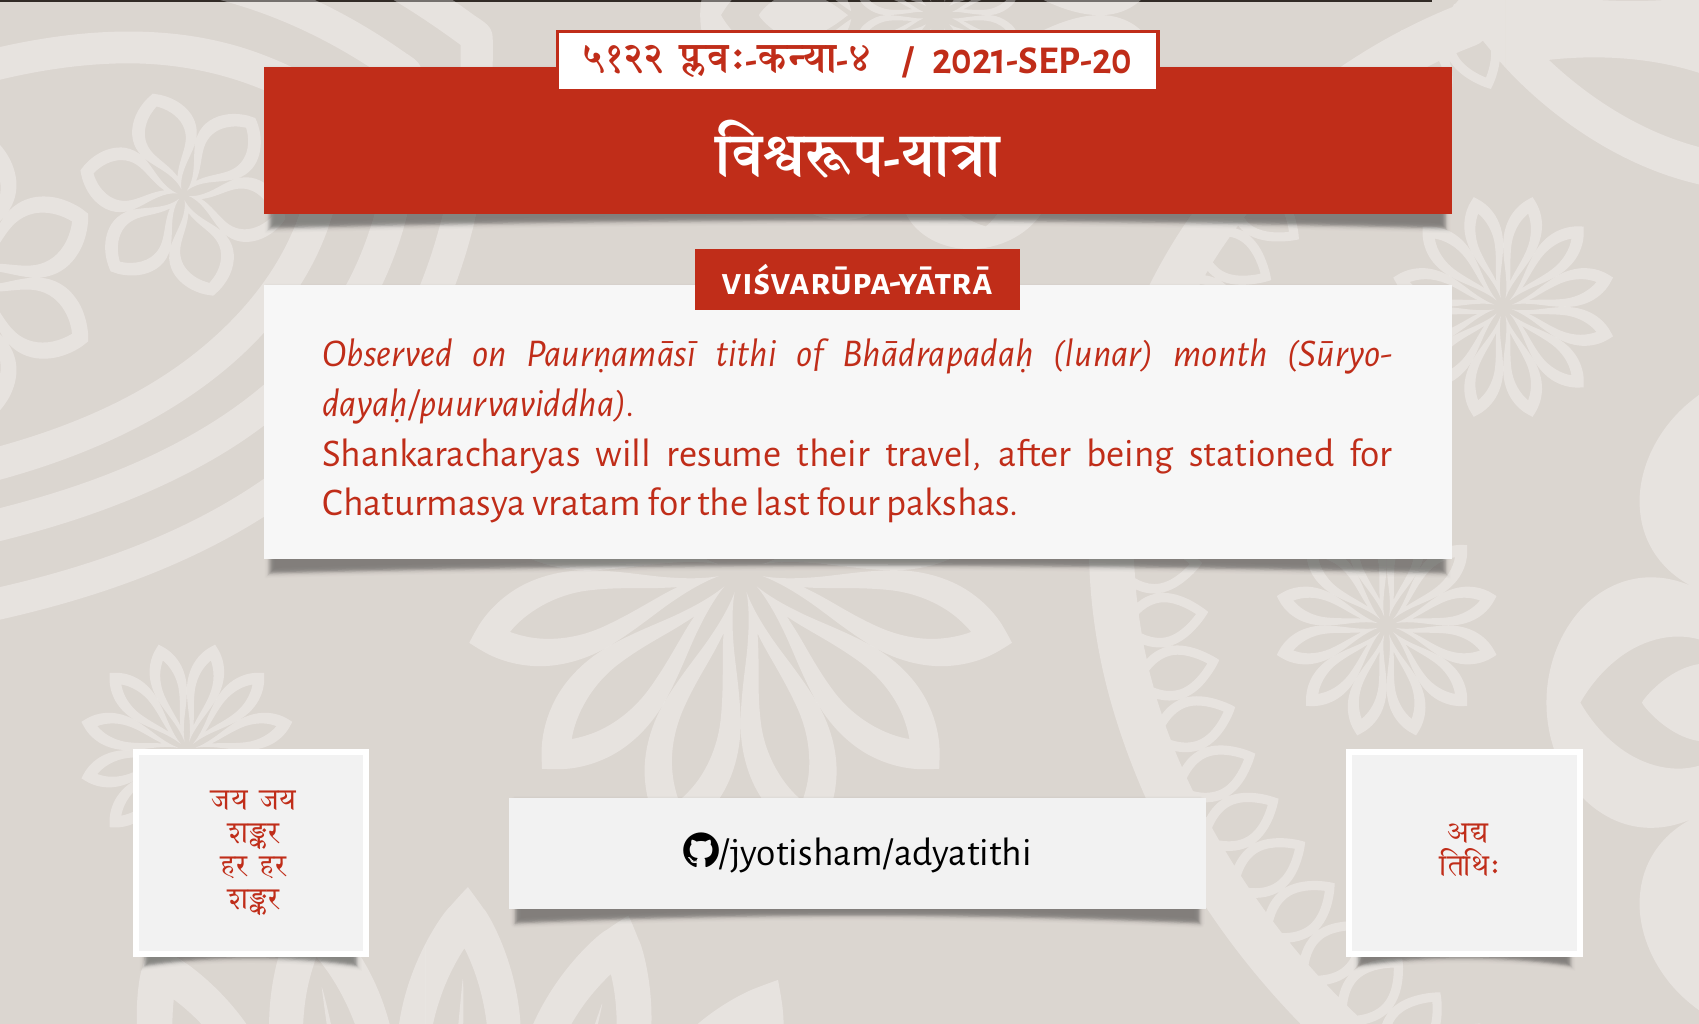 ५१२२ प्लवः-कन्या-४ / 2021-SEP-20
विश्वरूप-यात्रा
VIŚVARŪPA-YĀTRĀ
Observed on Paurṇamāsī tithi of Bhādrapadaḥ (lunar) month (Sūryo-
dayaḥ/puurvaviddha).
Shankaracharyas will resume their travel, after being stationed for
Chaturmasya vratam for the last four pakshas.
जय जय
शङ्कर
हर हर
शङ्कर
/jyotisham/adyatithi
अद्य
तिथिः